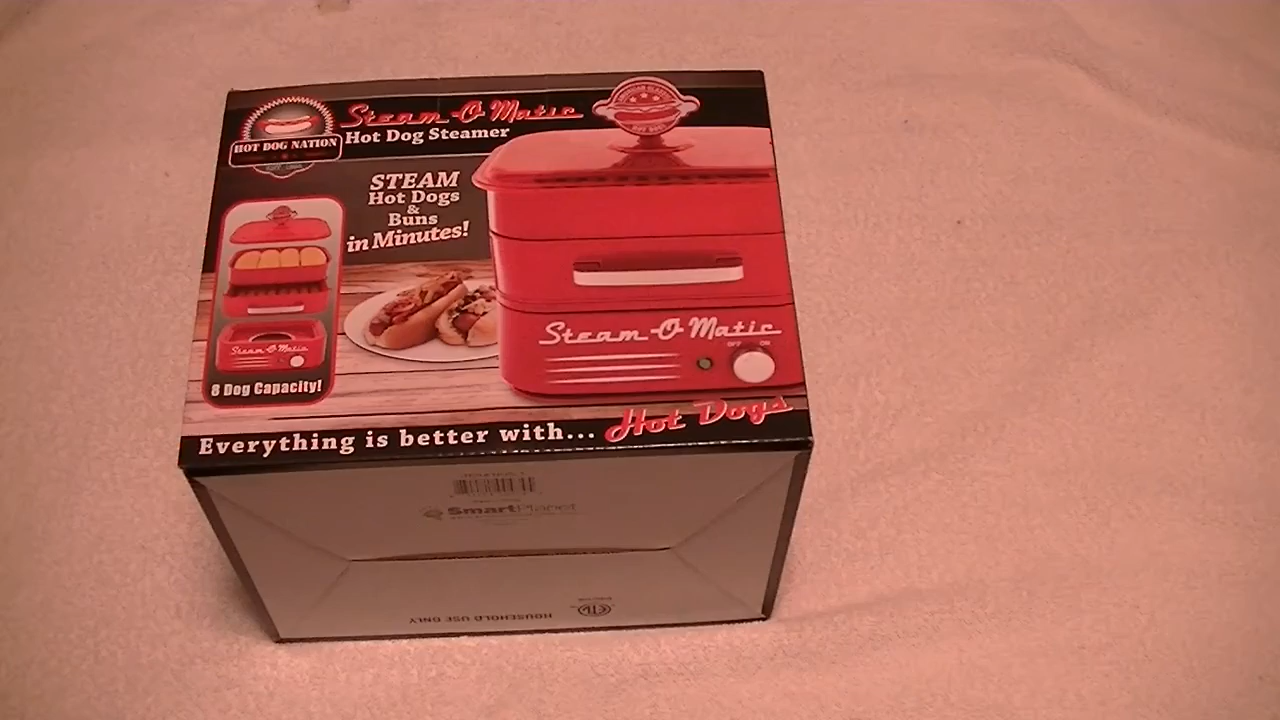 Steam-O-Matic
Hot Dog Steamer
HOT DOG NATION
STEAM
Hot Dogs
&
Buns
in Minutes!
Steam-O-Matic
OFF ON
Steam-O-Matic
8 Dog Capacity!
Everything is better with... Hot Dogs
SmartPlanet
HOUSEHOLD USE ONLY